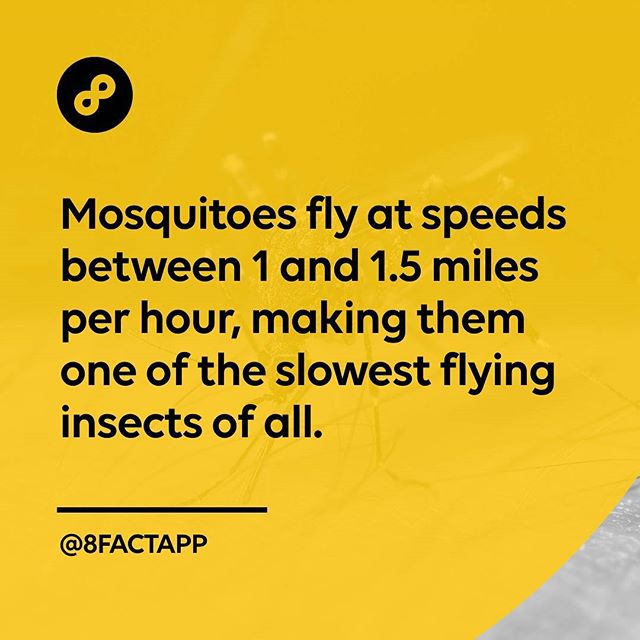 Mosquitoes fly at speeds
between 1 and 1.5 miles
per hour, making them
one of the slowest flying
insects of all.
@8FACTAPP